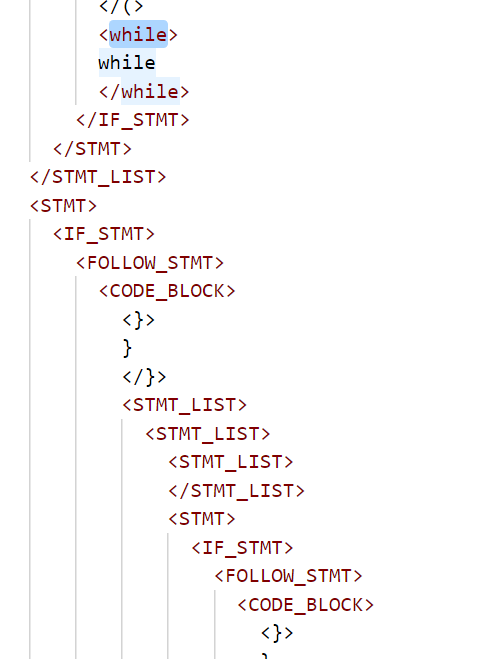 </(>
<while>
while
</while>
</IF_STMT>
</STMT>
</STMT_LIST>
<STMT>
<IF_STMT>
<FOLLOW_STMT>
<CODE_BLOCK>
<}>
}
</}>
<STMT_LIST>
<STMT_LIST>
<STMT_LIST>
</STMT_LIST>
<STMT>
<IF_STMT>
<FOLLOW_STMT>
<CODE_BLOCK>
<}>